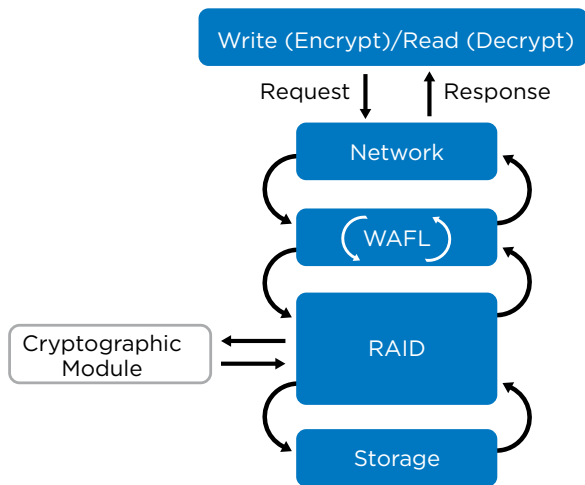 Write (Encrypt)/Read (Decrypt)
Request
Response
Network
WAFL
RAID
Cryptographic
Module
Storage